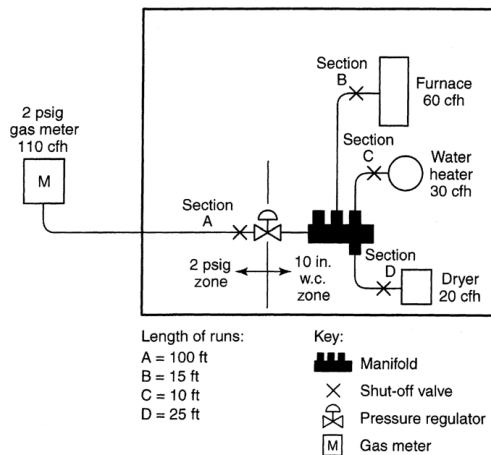 2 psig
gas meter
110 cfh
M
Section
A
2 psig
zone
10 in.
w.c.
zone
Section
B
Furnace
60 cfh
Section
C
Water
heater
30 cfh
Section
D
Dryer
20 cfh
Length of runs:
A = 100 ft
B = 15 ft
C = 10 ft
D = 25 ft
Key:
Manifold
Shut-off valve
Pressure regulator
M
Gas meter